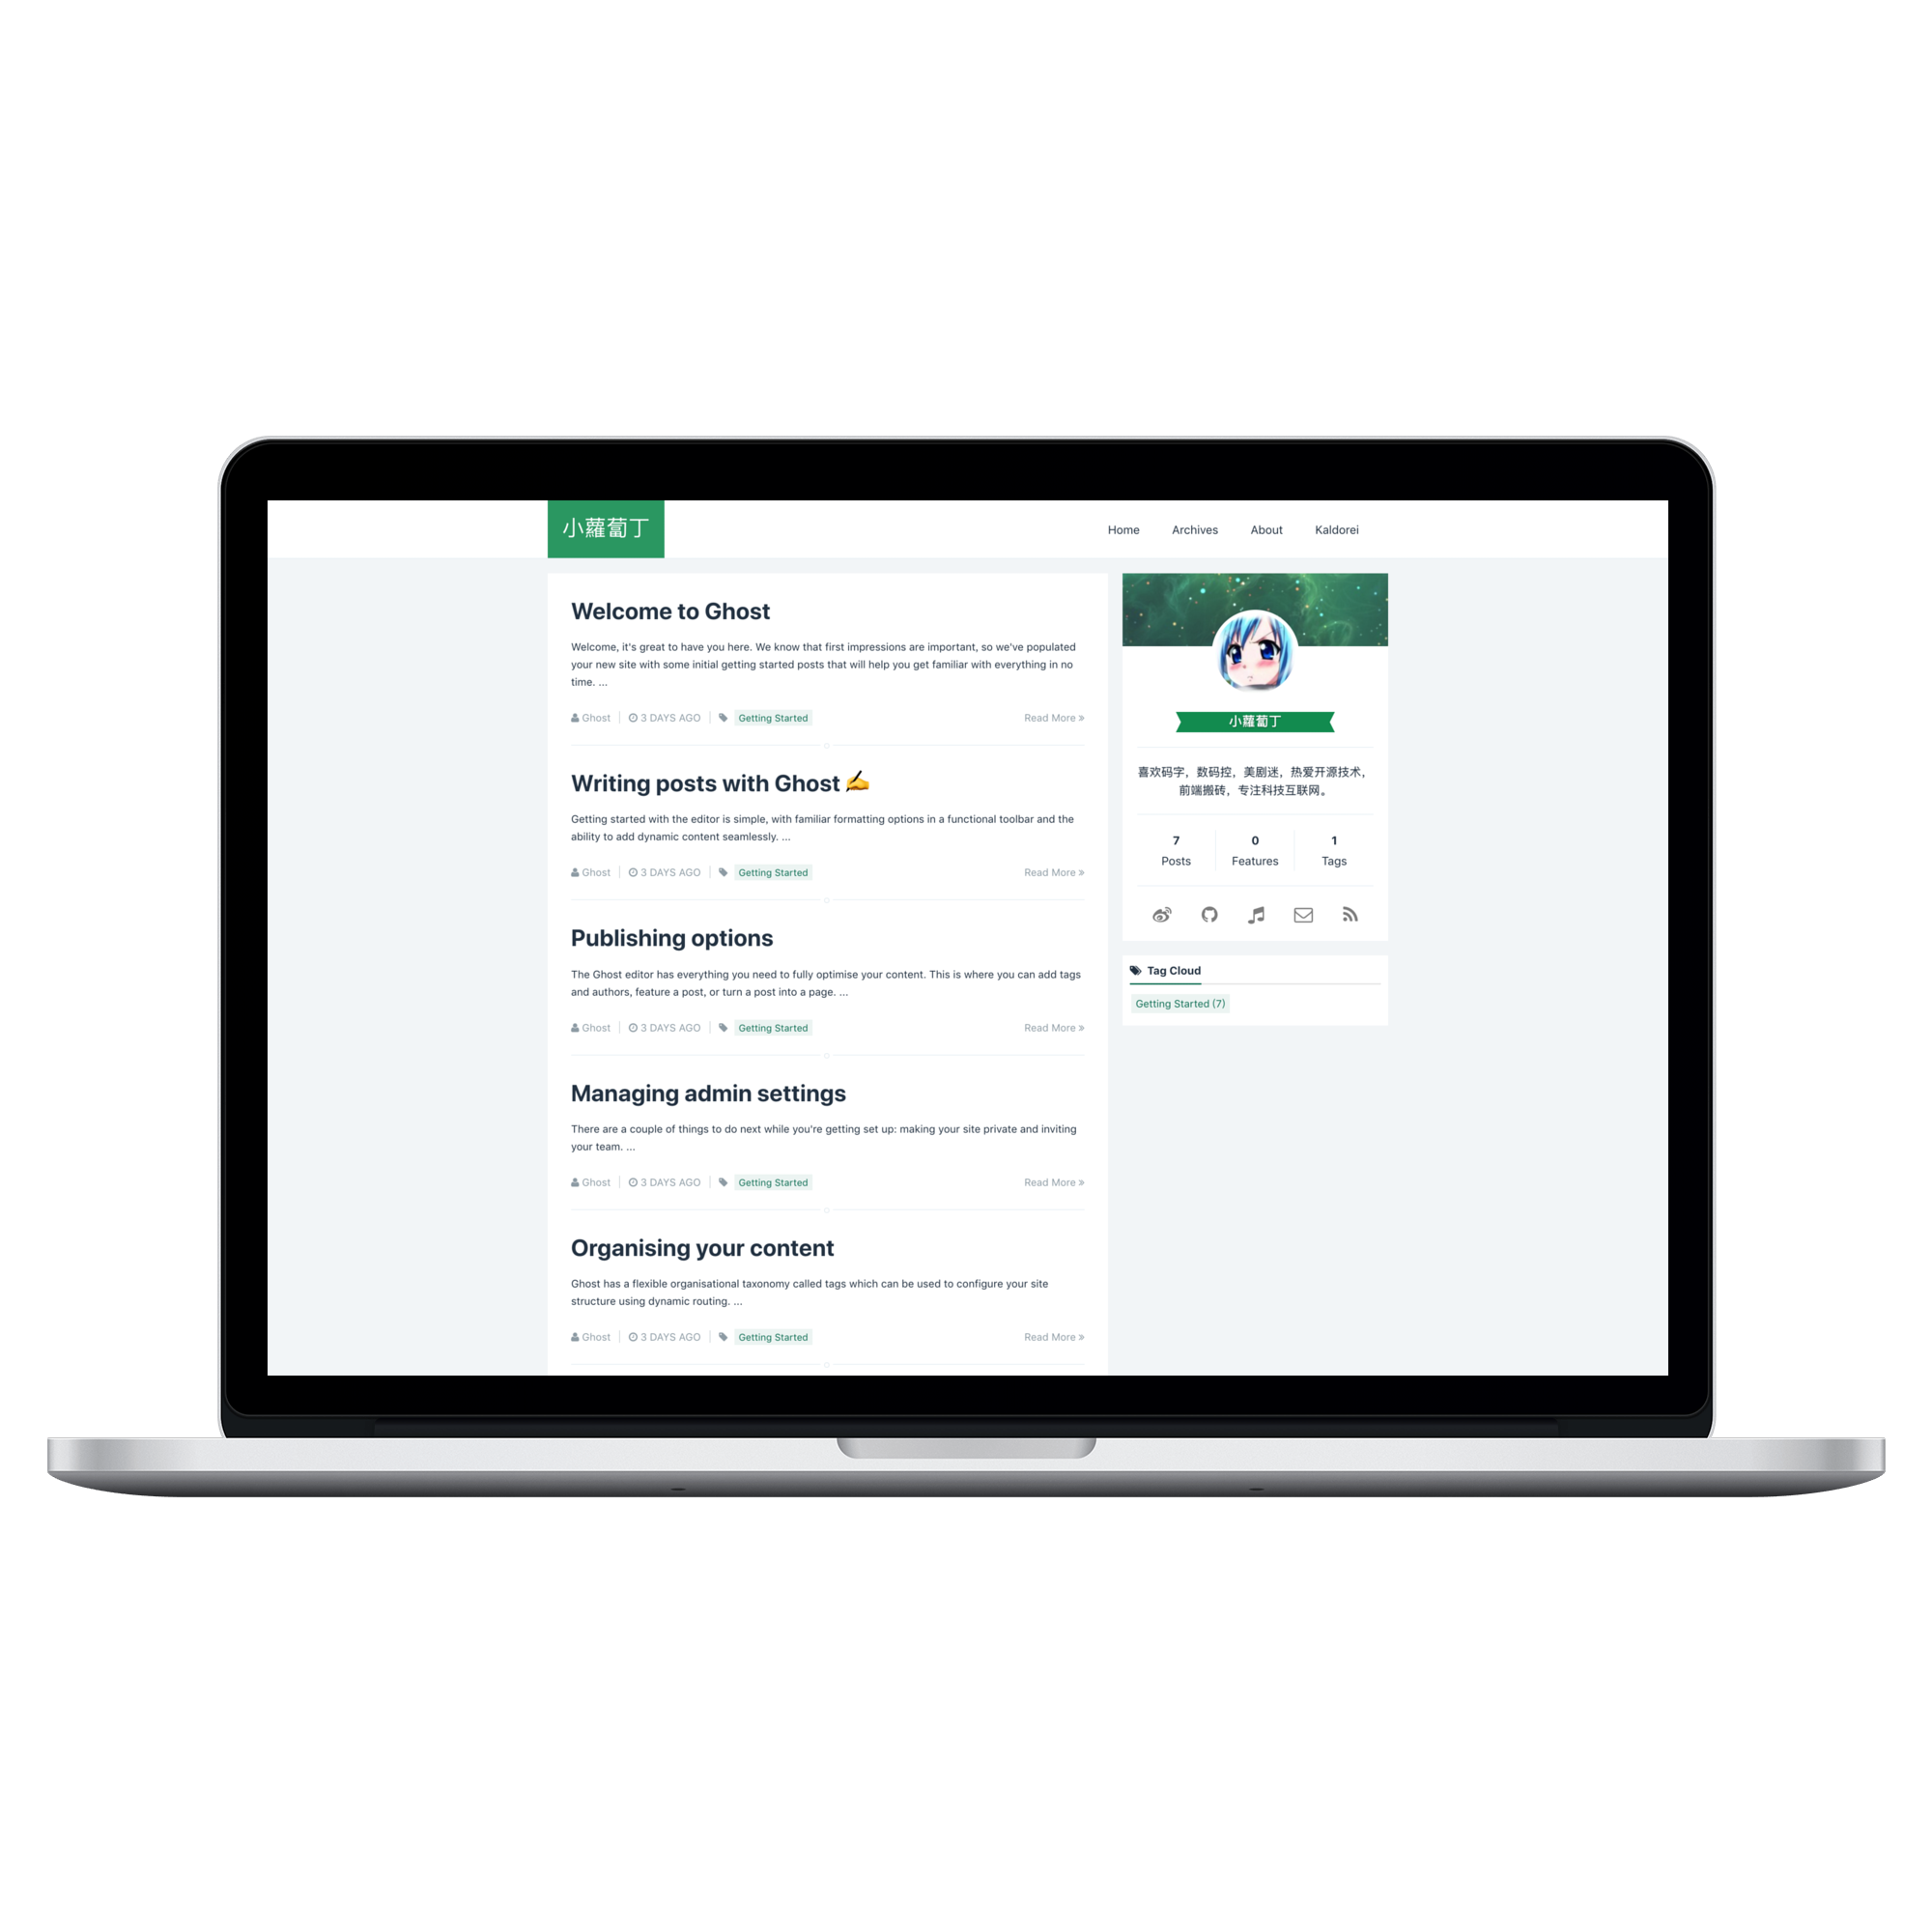 小蘿蔔丁
Home Archives About Kaldorei
Welcome to Ghost
Welcome, it's great to have you here. We know that first impressions are important, so we've populated
your new site with some initial getting started posts that will help you get familiar with everything in no
time. ...
Ghost 3 DAYS AGO Getting Started Read More »
Writing posts with Ghost ✍️
Getting started with the editor is simple, with familiar formatting options in a functional toolbar and the
ability to add dynamic content seamlessly. ...
Ghost 3 DAYS AGO Getting Started Read More »
Publishing options
The Ghost editor has everything you need to fully optimise your content. This is where you can add tags
and authors, feature a post, or turn a post into a page. ...
Ghost 3 DAYS AGO Getting Started Read More »
Managing admin settings
There are a couple of things to do next while you're getting set up: making your site private and inviting
your team. ...
Ghost 3 DAYS AGO Getting Started Read More »
Organising your content
Ghost has a flexible organisational taxonomy called tags which can be used to configure your site
structure using dynamic routing. ...
Ghost 3 DAYS AGO Getting Started Read More »
小蘿蔔丁
喜欢码字，数码控，美剧迷，热爱开源技术，
前端搬砖，专注科技互联网。
7 0 1
Posts Features Tags
Tag Cloud
Getting Started (7)